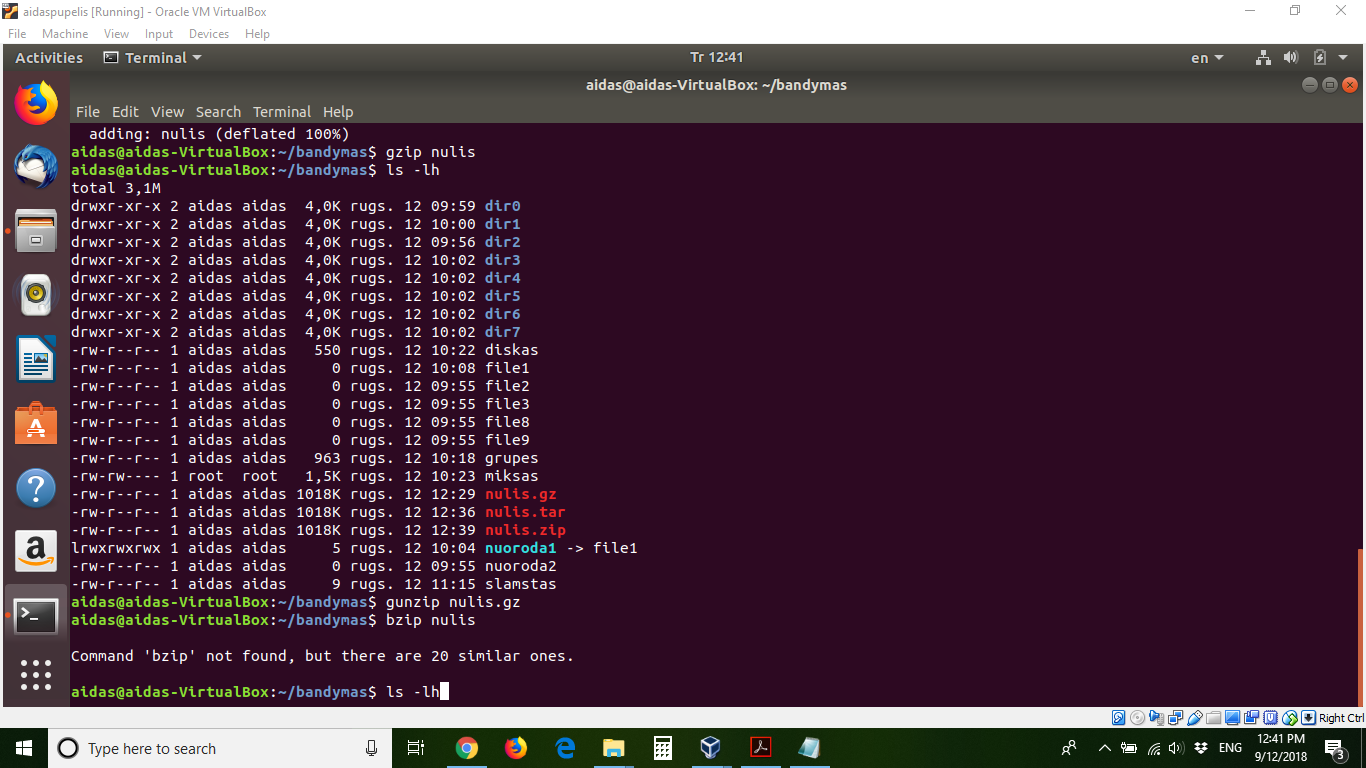 aidaspupelis [Running] - Oracle VM VirtualBox
File Machine View Input Devices Help
Activities Terminal Tr 12:41 en
aidas@aidas-VirtualBox: ~/bandymas
File Edit View Search Terminal Help
  adding: nulis (deflated 100%)
aidas@aidas-VirtualBox:~/bandymas$ gzip nulis
aidas@aidas-VirtualBox:~/bandymas$ ls -lh
total 3,1M
drwxr-xr-x 2 aidas aidas  4,0K rugs. 12 09:59 dir0
drwxr-xr-x 2 aidas aidas  4,0K rugs. 12 10:00 dir1
drwxr-xr-x 2 aidas aidas  4,0K rugs. 12 09:56 dir2
drwxr-xr-x 2 aidas aidas  4,0K rugs. 12 10:02 dir3
drwxr-xr-x 2 aidas aidas  4,0K rugs. 12 10:02 dir4
drwxr-xr-x 2 aidas aidas  4,0K rugs. 12 10:02 dir5
drwxr-xr-x 2 aidas aidas  4,0K rugs. 12 10:02 dir6
drwxr-xr-x 2 aidas aidas  4,0K rugs. 12 10:02 dir7
-rw-r--r-- 1 aidas aidas   550 rugs. 12 10:22 diskas
-rw-r--r-- 1 aidas aidas     0 rugs. 12 10:08 file1
-rw-r--r-- 1 aidas aidas     0 rugs. 12 09:55 file2
-rw-r--r-- 1 aidas aidas     0 rugs. 12 09:55 file3
-rw-r--r-- 1 aidas aidas     0 rugs. 12 09:55 file8
-rw-r--r-- 1 aidas aidas     0 rugs. 12 09:55 file9
-rw-r--r-- 1 aidas aidas   963 rugs. 12 10:18 grupes
-rw-rw---- 1 root  root   1,5K rugs. 12 10:23 miksas
-rw-r--r-- 1 aidas aidas 1018K rugs. 12 12:29 nulis.gz
-rw-r--r-- 1 aidas aidas 1018K rugs. 12 12:36 nulis.tar
-rw-r--r-- 1 aidas aidas 1018K rugs. 12 12:39 nulis.zip
lrwxrwxrwx 1 aidas aidas     5 rugs. 12 10:04 nuoroda1 -> file1
-rw-r--r-- 1 aidas aidas     0 rugs. 12 09:55 nuoroda2
-rw-r--r-- 1 aidas aidas     9 rugs. 12 11:15 slamstas
aidas@aidas-VirtualBox:~/bandymas$ gunzip nulis.gz
aidas@aidas-VirtualBox:~/bandymas$ bzip nulis
Command 'bzip' not found, but there are 20 similar ones.
aidas@aidas-VirtualBox:~/bandymas$ ls -lh
Right Ctrl
Type here to search
ENG
12:41 PM
9/12/2018
3